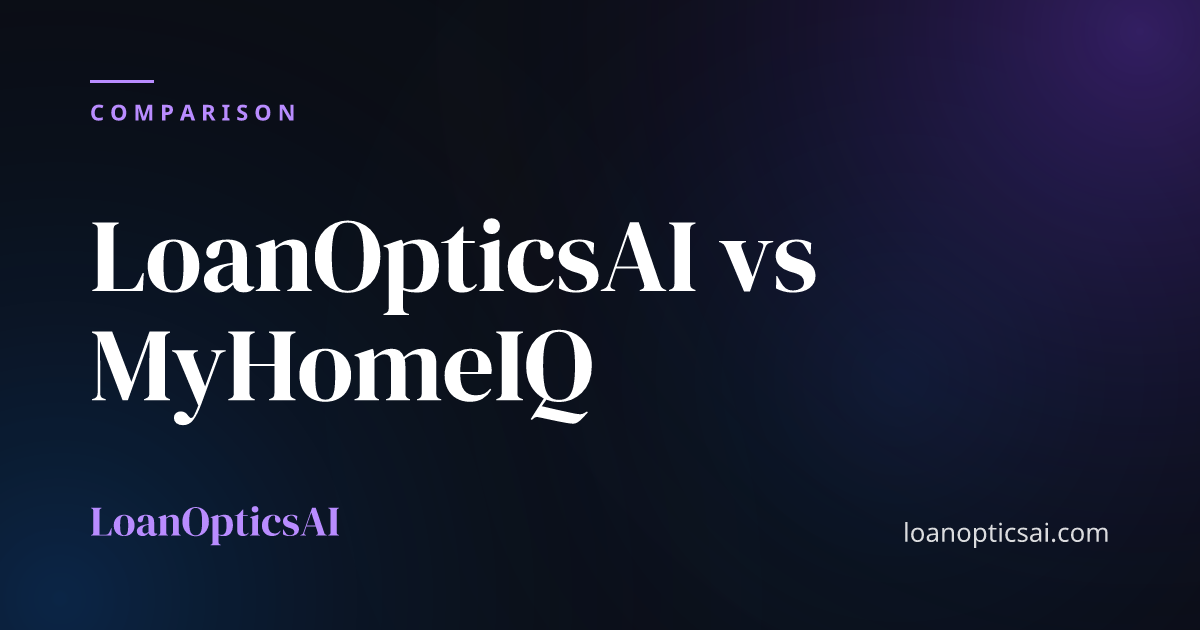 COMPARISON
LoanOpticsAI vs
MyHomeIQ
LoanOpticsAI
loanopticsai.com